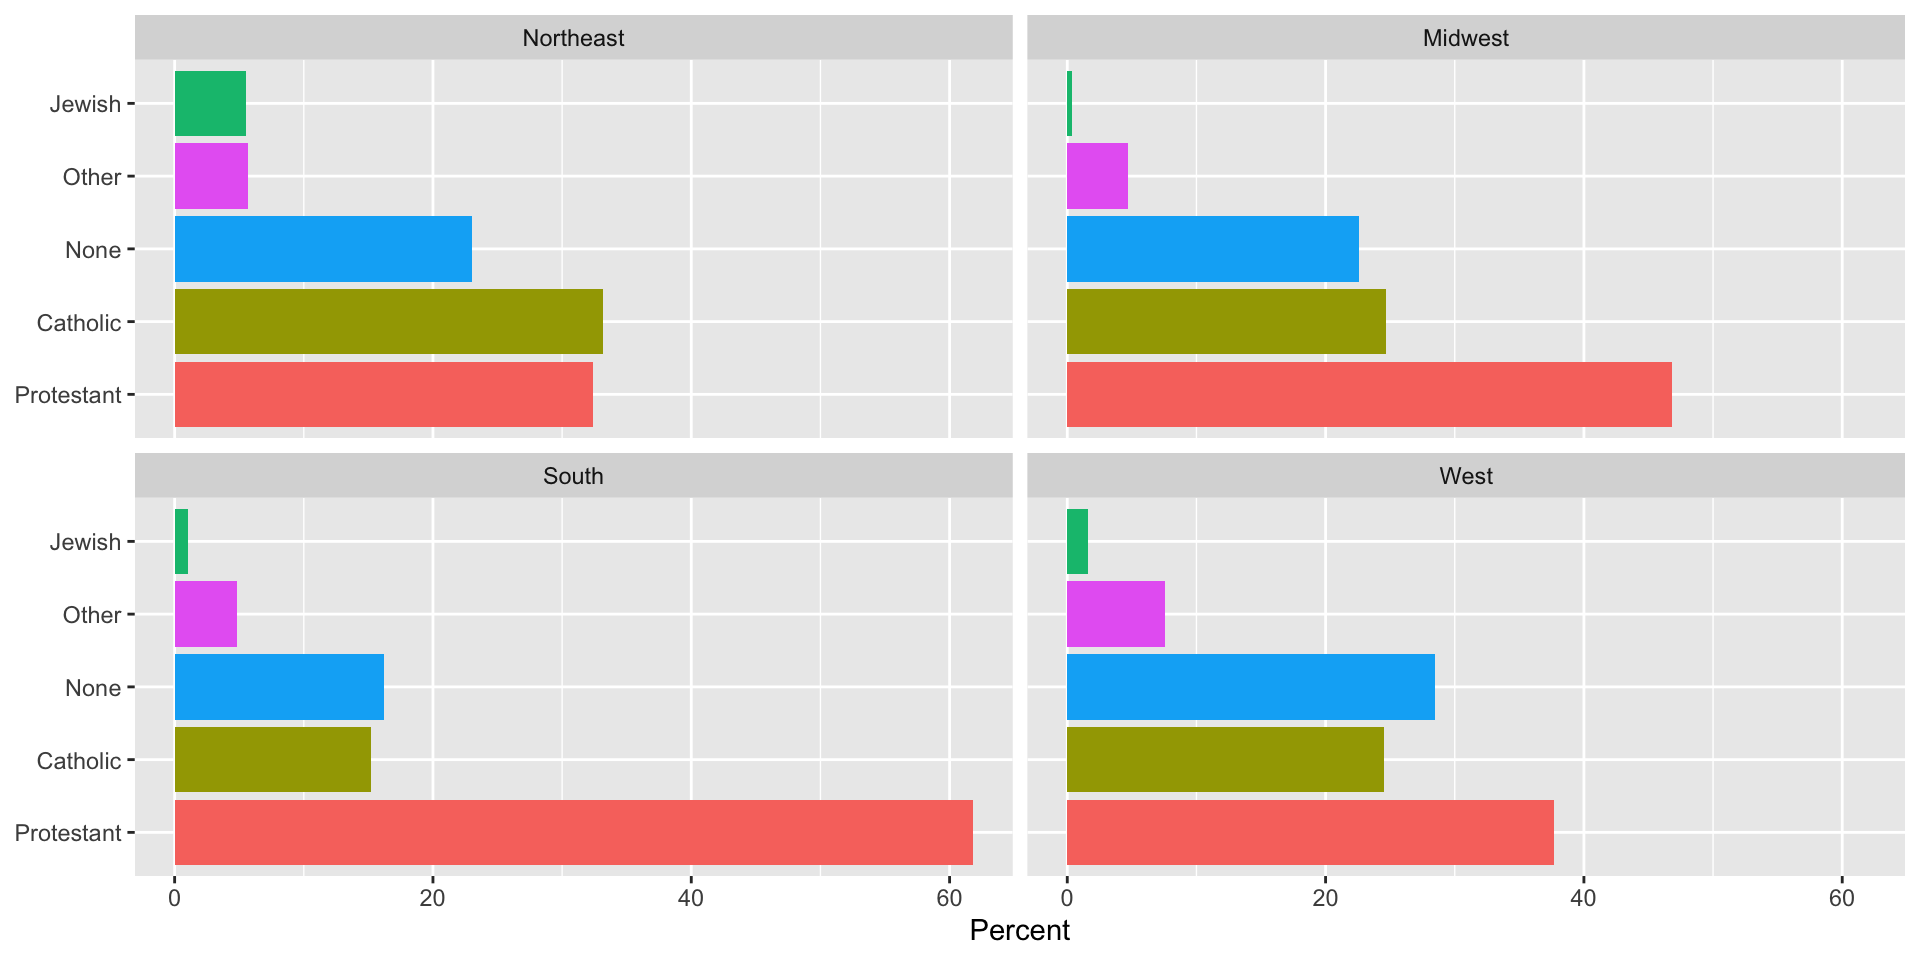 Northeast
Midwest
Jewish
Other
None
Catholic
Protestant
South
West
Jewish
Other
None
Catholic
Protestant
0 20 40 60 0 20 40 60
Percent